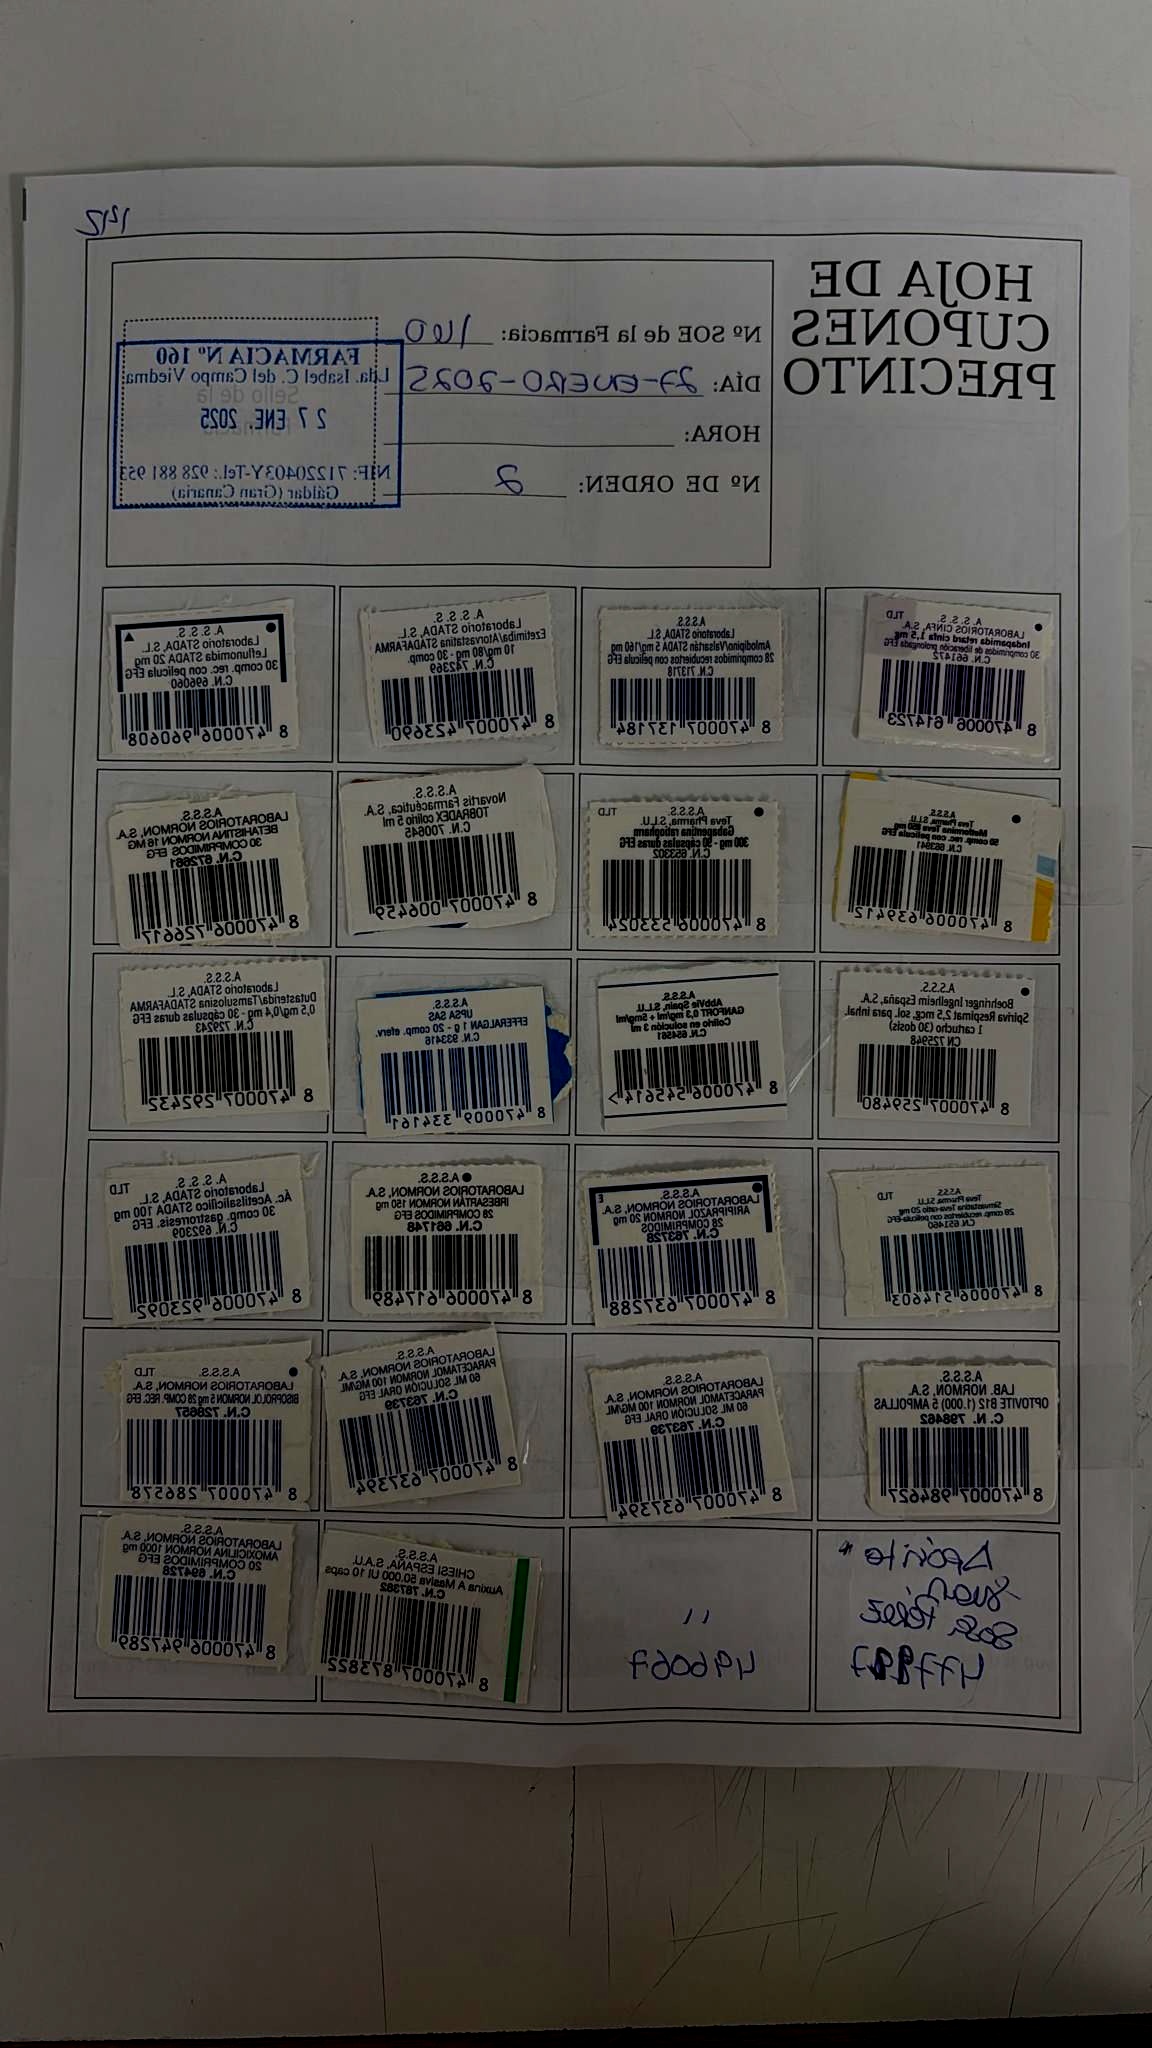 1212
HOJA DE
CUPONES
PRECINTO
Nº SOE de la Farmacia: 160
DÍA: 27-ENERO-2025
HORA:
Nº DE ORDEN: 2
Sello de la
Farmacia
FARMACIA Nº 160
Lda. Isabel C. del Campo Viedma
27 ENE. 2025
NIF: 71220403Y-Tel.: 928 881 953
Gáldar (Gran Canaria)
A.S.S.S. TLD
LABORATORIOS CINFA, S.A.
Indapamida retard cinfa 1,5 mg
30 comprimidos de liberación prolongada EFG
C.N. 661472
8 470006 614723
A.S.S.S.
Laboratorio STADA, S.L.
Amlodipino/Valsartán STADA 5 mg/160 mg
28 comprimidos recubiertos con película EFG
C.N. 713718
8 470007 137184
A.S.S.S.
Laboratorio STADA, S.L.
Ezetimiba/Atorvastatina STADAFARMA
10 mg/80 mg - 30 comp.
C.N. 742369
8 470007 423690
A.S.S.S.
Laboratorio STADA, S.L.
Leflunomida STADA 20 mg
30 comp. rec. con película EFG
C.N. 696060
8 470006 960608
A.S.S.S.
Teva Pharma, S.L.U.
Metformina Teva 850 mg
50 comp. rec. con película EFG
C.N. 663941
8 470006 639412
A.S.S.S. TLD
Teva Pharma, S.L.U.
Gabapentina ratiopharm
300 mg - 90 cápsulas duras EFG
C.N. 653302
8 470006 533024
A.S.S.S.
Novartis Farmacéutica, S.A.
TOBRADEX colirio 5 ml
C.N. 700645
8 470007 006459
A.S.S.S.
LABORATORIOS NORMON, S.A.
BETAHISTINA NORMON 16 MG
30 COMPRIMIDOS EFG
C.N. 672661
8 470006 726617
A.S.S.S.
Boehringer Ingelheim España, S.A.
Spiriva Respimat 2,5 mcg, sol. para inhal
1 cartucho (30 dosis)
CN 725948
8 470007 259480
A.S.S.S.
AbbVie Spain, S.L.U.
GANFORT 0,3 mg/ml + 5mg/ml
Colirio en solución 3 ml
C.N. 654561
8 470006 545614 >
A.S.S.S.
UPSA SAS
EFFERALGAN 1 g - 20 comp. eferv.
C.N. 933416
8 470009 334161
A.S.S.S.
Laboratorio STADA, S.L.
Dutasterida/Tamsulosina STADAFARMA
0,5 mg/0,4 mg - 30 cápsulas duras EFG
C.N. 729243
8 470007 292432
A.S.S.S. TLD
Teva Pharma, S.L.U.
Simvastatina Teva-ratio 20 mg
28 comp. recubiertos con película-EFG
C.N. 651460
8 470006 514603
A.S.S.S. E
LABORATORIOS NORMON, S.A.
ARIPIPRAZOL NORMON 20 mg
28 COMPRIMIDOS
C.N. 763728
8 470007 637288
A.S.S.S.
LABORATORIOS NORMON, S.A.
IRBESARTAN NORMON 150 mg
28 COMPRIMIDOS EFG
C.N. 661748
8 470006 617489
A.S.S.S. TLD
Laboratorio STADA, S.L.
Ác. Acetilsalicílico STADA 100 mg
30 comp. gastrorresis. EFG
C.N. 692309
8 470006 923092
A.S.S.S.
LAB. NORMON, S.A.
OPTOVITE B12 (1.000) 5 AMPOLLAS
C.N. 798462
8 470007 984627
A.S.S.S.
LABORATORIOS NORMON, S.A.
PARACETAMOL NORMON 100 MG/ML
60 ML SOLUCIÓN ORAL EFG
C.N. 763739
8 470007 637394
A.S.S.S.
LABORATORIOS NORMON, S.A.
PARACETAMOL NORMON 100 MG/ML
60 ML SOLUCIÓN ORAL EFG
C.N. 763739
8 470007 637394
A.S.S.S. TLD
LABORATORIOS NORMON, S.A.
BISOPROLOL NORMON 5 mg 28 COMP. REC. EFG
C.N. 728657
8 470007 286578
"
496067
A.S.S.S.
CHIESI ESPAÑA, S.A.U.
Auxina A Masiva 50.000 UI 10 caps
C.N. 787382
8 470007 873822
A.S.S.S.
LABORATORIOS NORMON, S.A.
AMOXICILINA NORMON 1000 mg
20 COMPRIMIDOS EFG
C.N. 694728
8 470006 947289